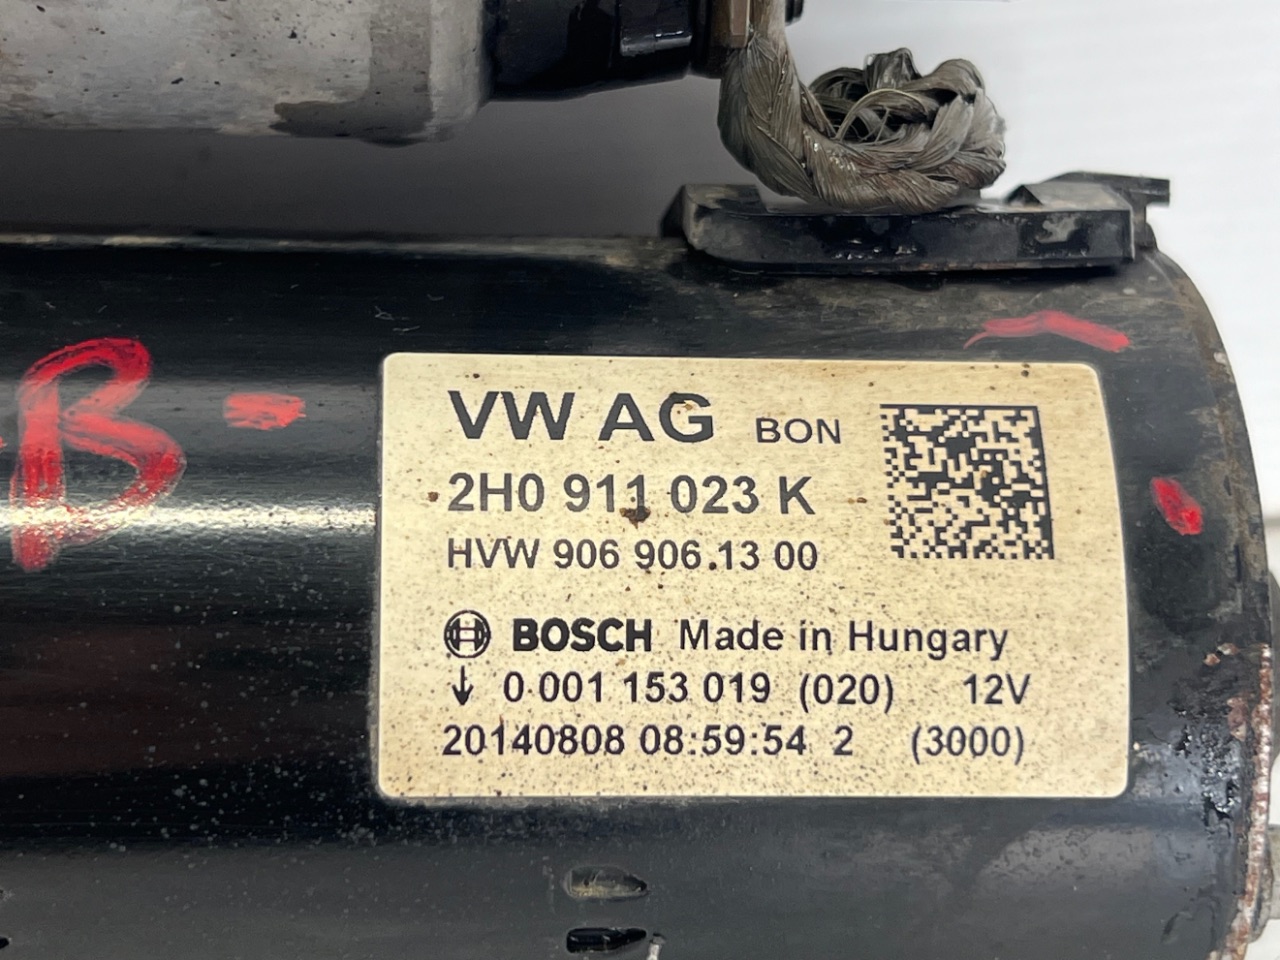 B -
VW AG BON
2H0 911 023 K
HVW 906 906.13 00
BOSCH Made in Hungary
↓ 0 001 153 019 (020) 12V
20140808 08:59:54 2 (3000)